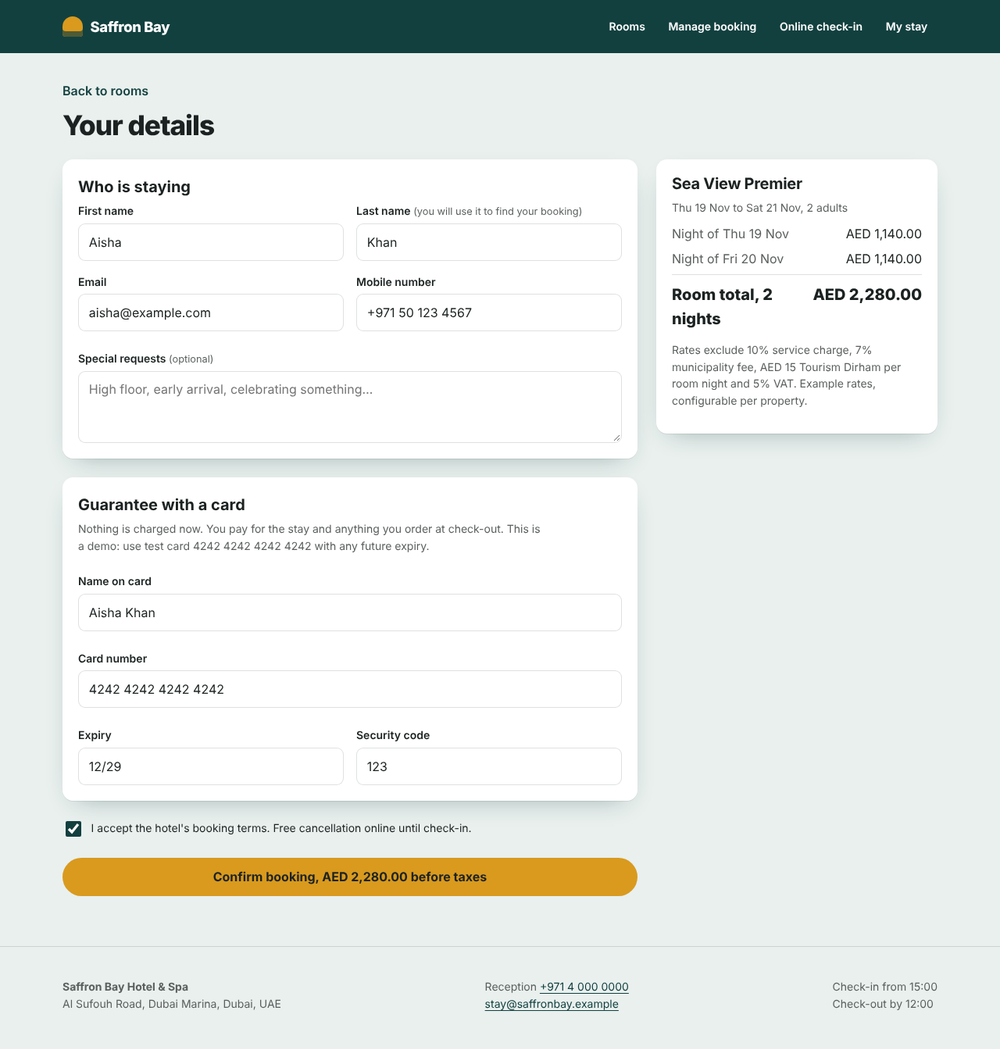 Saffron Bay
Rooms Manage booking Online check-in My stay
Back to rooms
Your details
Who is staying
First name
Aisha
Last name (you will use it to find your booking)
Khan
Email
aisha@example.com
Mobile number
+971 50 123 4567
Special requests (optional)
High floor, early arrival, celebrating something...
Sea View Premier
Thu 19 Nov to Sat 21 Nov, 2 adults
Night of Thu 19 Nov AED 1,140.00
Night of Fri 20 Nov AED 1,140.00
Room total, 2 AED 2,280.00
nights
Rates exclude 10% service charge, 7%
municipality fee, AED 15 Tourism Dirham per
room night and 5% VAT. Example rates,
configurable per property.
Guarantee with a card
Nothing is charged now. You pay for the stay and anything you order at check-out. This is
a demo: use test card 4242 4242 4242 4242 with any future expiry.
Name on card
Aisha Khan
Card number
4242 4242 4242 4242
Expiry
12/29
Security code
123
I accept the hotel's booking terms. Free cancellation online until check-in.
Confirm booking, AED 2,280.00 before taxes
Saffron Bay Hotel & Spa
Al Sufouh Road, Dubai Marina, Dubai, UAE
Reception +971 4 000 0000
stay@saffronbay.example
Check-in from 15:00
Check-out by 12:00